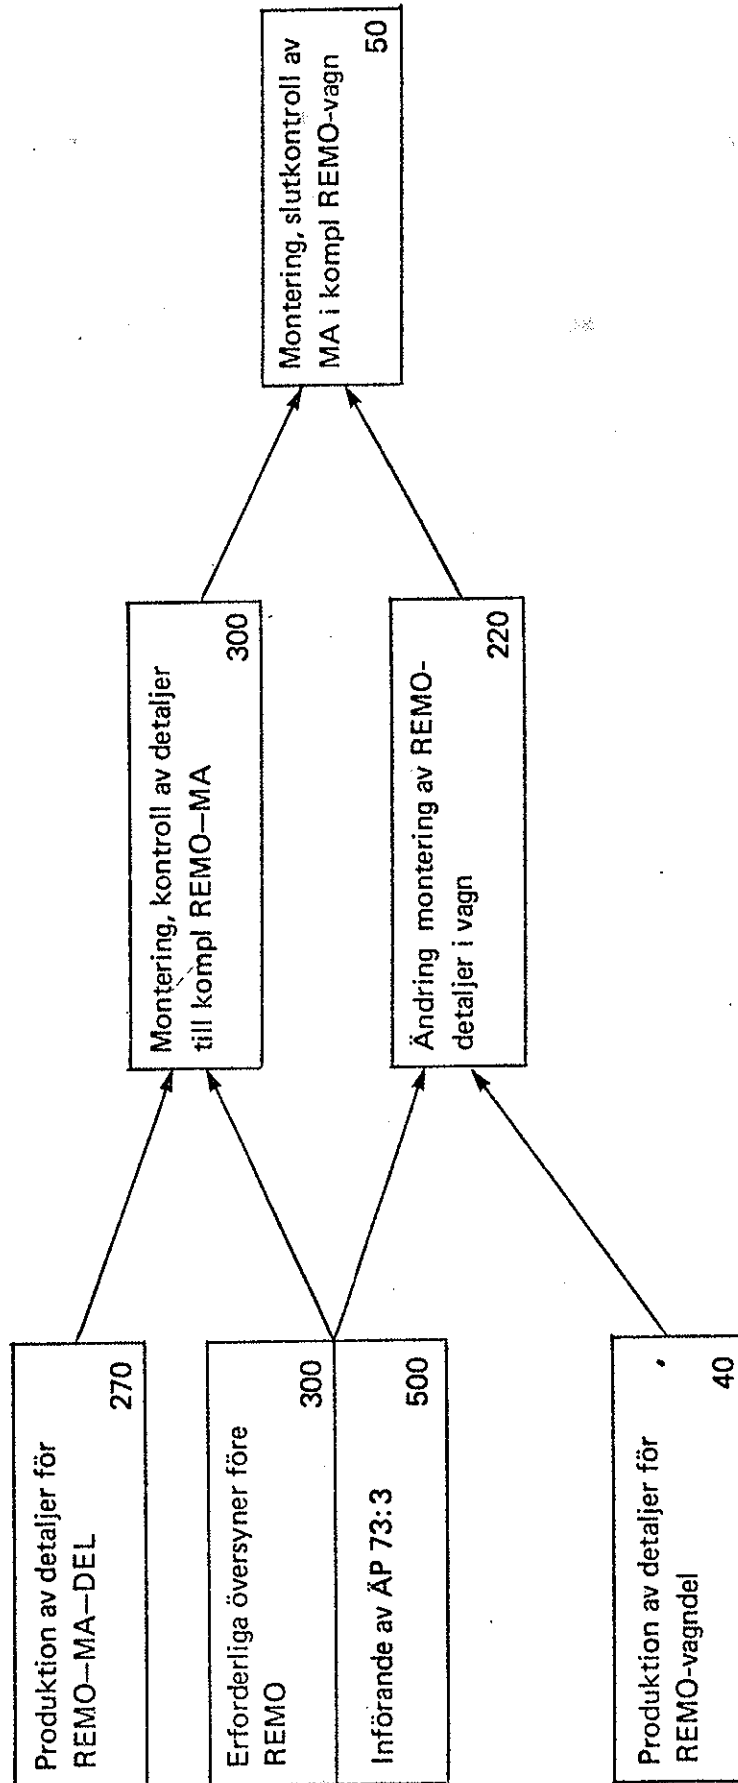 Produktion av detaljer för
REMO–MA–DEL
270
Erforderliga översyner före
REMO
300
Införande av ÄP 73:3
500
Produktion av detaljer för
REMO-vagndel
40
Montering, kontroll av detaljer
till kompl REMO–MA
300
Ändring montering av REMO-
detaljer i vagn
220
Montering, slutkontroll av
MA i kompl REMO-vagn
50